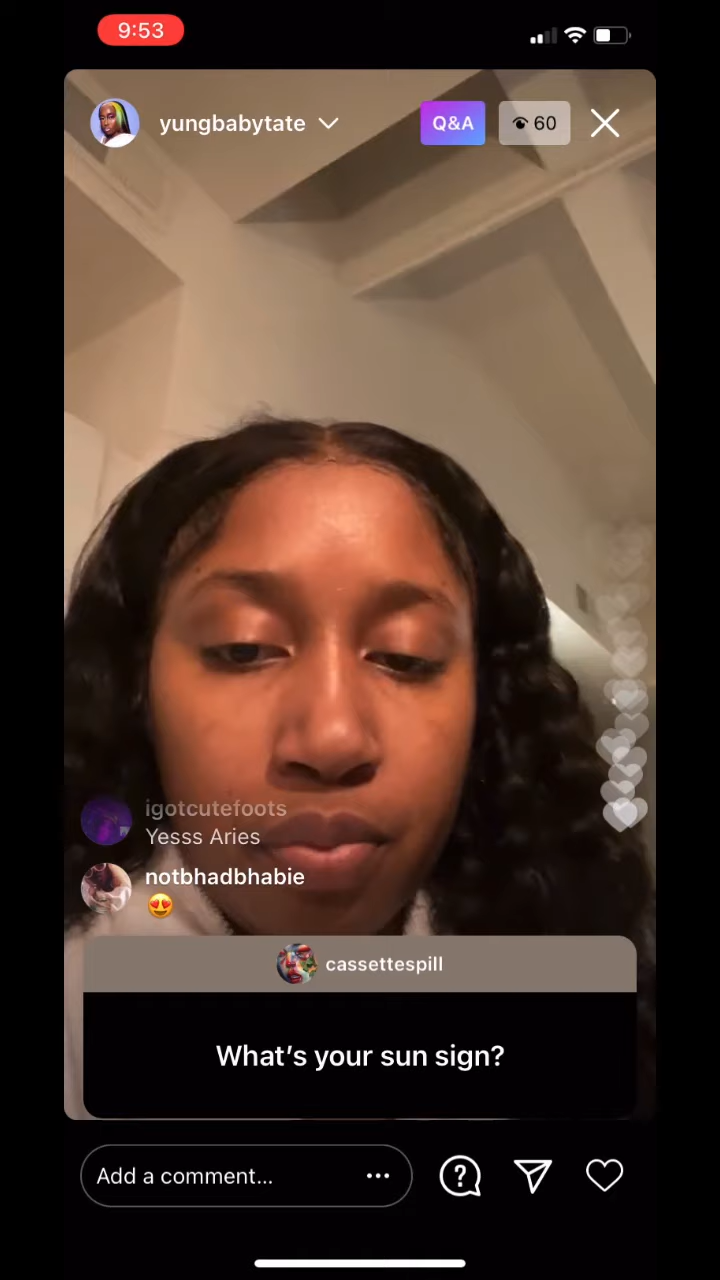 9:53
yungbabytate
Q&A
60
igotcutefoots
Yesss Aries
notbhadbhabie
😍
cassettespill
What's your sun sign?
Add a comment...